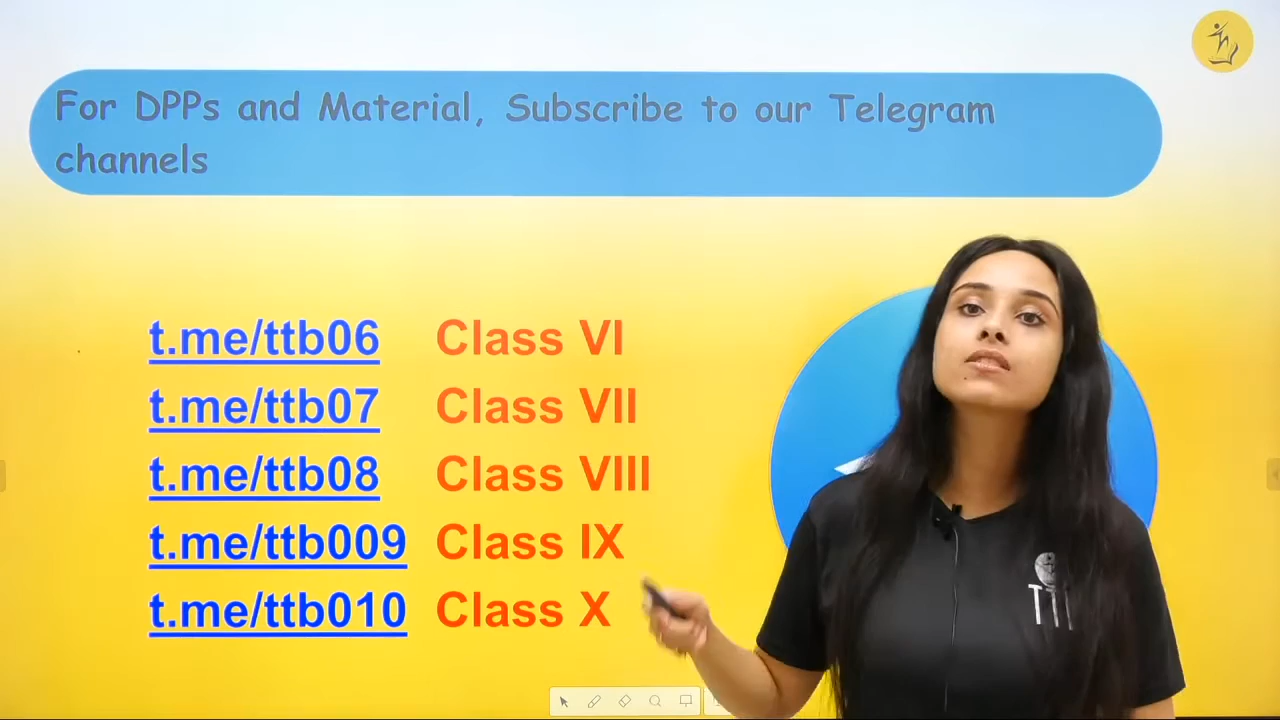 For DPPs and Material, Subscribe to our Telegram
channels
t.me/ttb06 Class VI
t.me/ttb07 Class VII
t.me/ttb08 Class VIII
t.me/ttb009 Class IX
t.me/ttb010 Class X